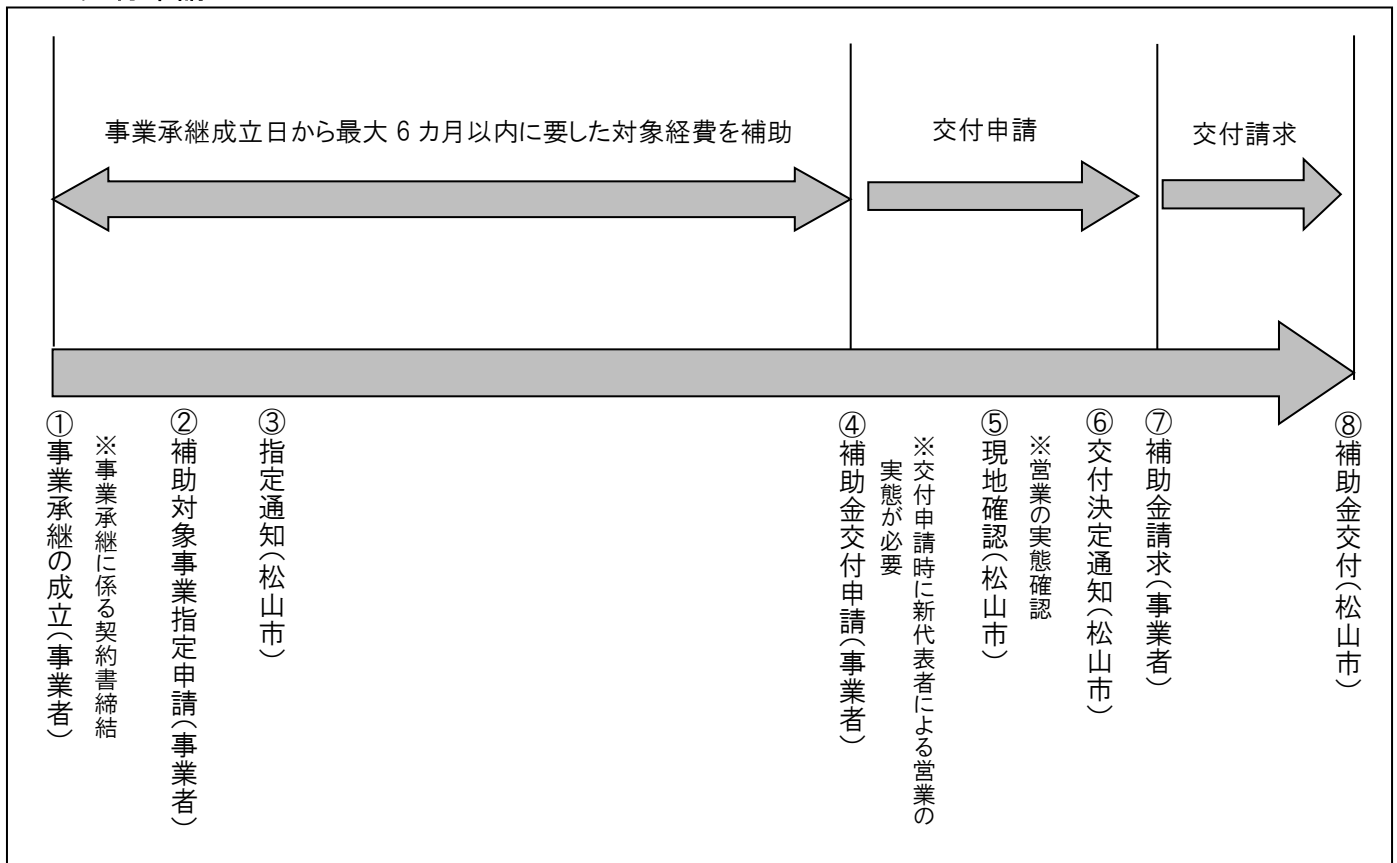 事業承継成立日から最大 6 カ月以内に要した対象経費を補助
交付申請
交付請求
①事業承継の成立(事業者)
※事業承継に係る契約書締結
②補助対象事業指定申請(事業者)
③指定通知(松山市)
④補助金交付申請(事業者)
※交付申請時に新代表者による営業の
実態が必要
⑤現地確認(松山市)
※営業の実態確認
⑥交付決定通知(松山市)
⑦補助金請求(事業者)
⑧補助金交付(松山市)